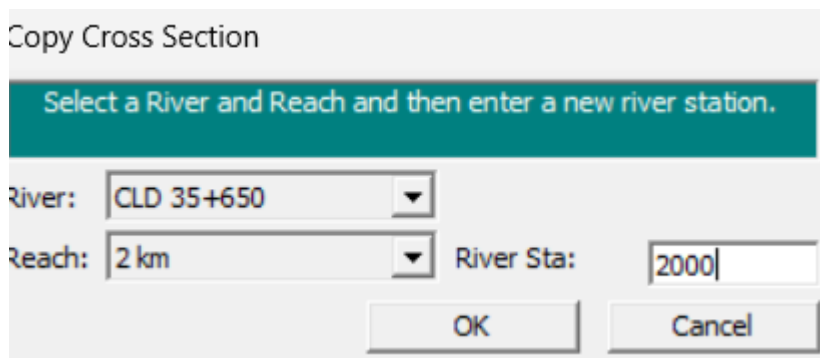 Copy Cross Section
Select a River and Reach and then enter a new river station.
River: CLD 35+650
Reach: 2 km River Sta: 2000
OK Cancel